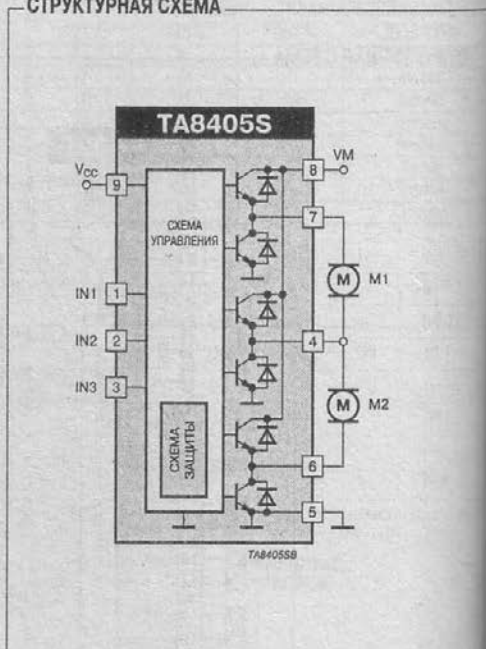 СТРУКТУРНАЯ СХЕМА
TA8405S
VCC
9
8
VM
7
СХЕМА
УПРАВЛЕНИЯ
M
M1
IN1
1
IN2
2
4
IN3
3
M
M2
СХЕМА
ЗАЩИТЫ
6
5
TA8405SB